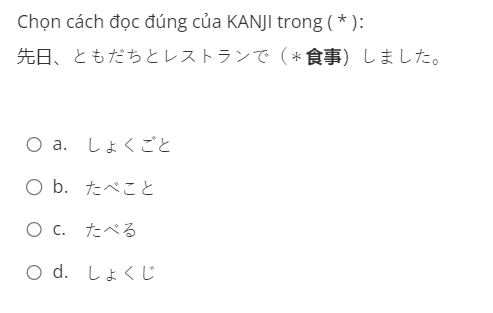 Chọn cách đọc đúng của KANJI trong ( * ):
先日、ともだちとレストランで（＊食事）しました。
a. しょくごと
b. たべこと
c. たべる
d. しょくじ